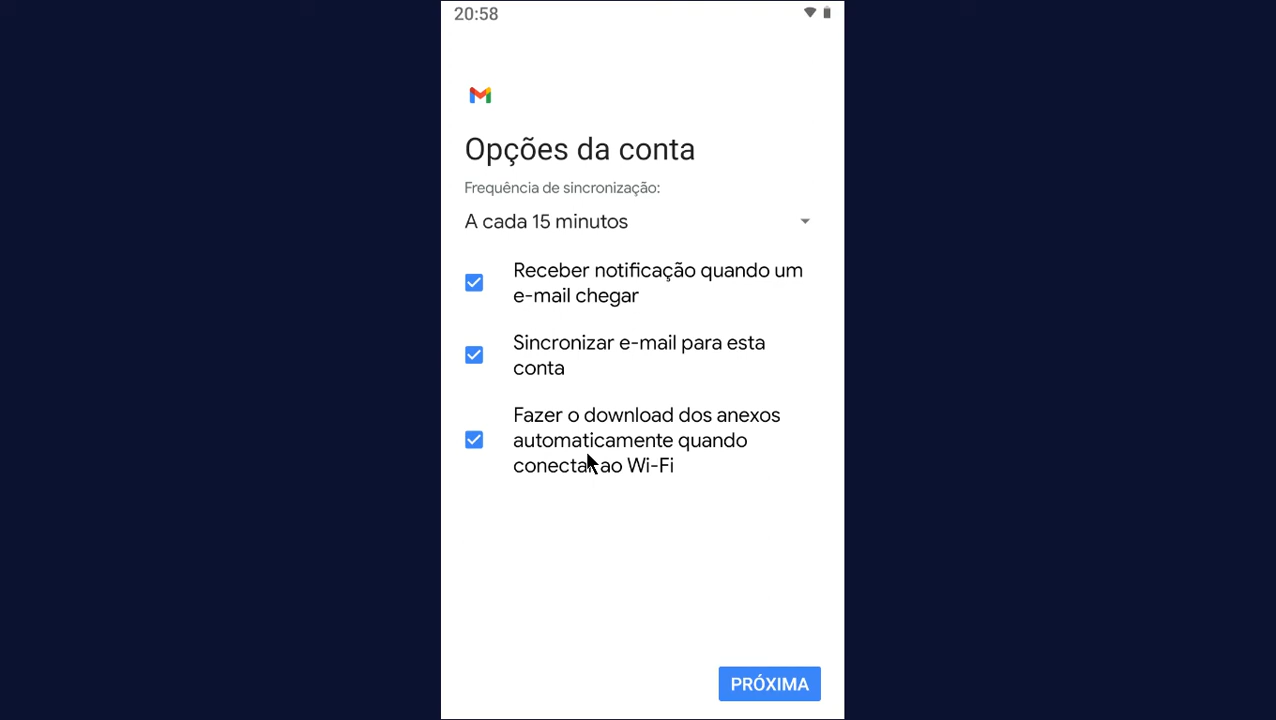 20:58
Opções da conta
Frequência de sincronização:
A cada 15 minutos
Receber notificação quando um
e-mail chegar
Sincronizar e-mail para esta
conta
Fazer o download dos anexos
automaticamente quando
conectar ao Wi-Fi
PRÓXIMA